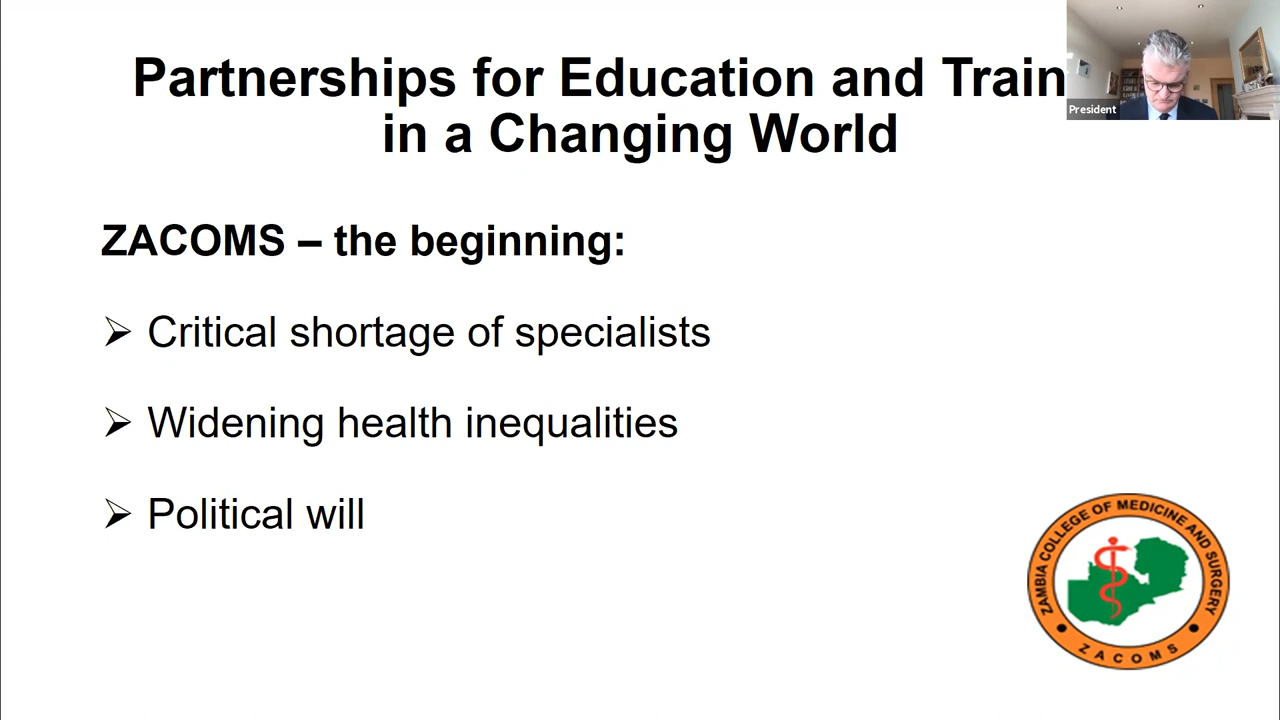 Partnerships for Education and Train
in a Changing World
President
ZACOMS – the beginning:
➢ Critical shortage of specialists
➢ Widening health inequalities
➢ Political will
ZAMBIA COLLEGE OF MEDICINE AND SURGERY
ZACOMS